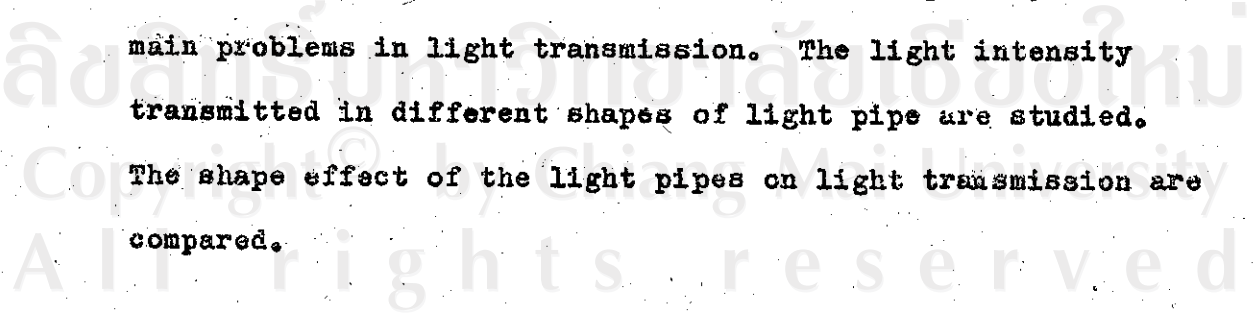 main problems in light transmission. The light intensity
ลิขสิทธิ์มหาวิทยาลัยเชียงใหม่
transmitted in different shapes of light pipe are studied.
Copyright© by Chiang Mai University
The shape effect of the light pipes on light transmission are
compared.
All rights reserved